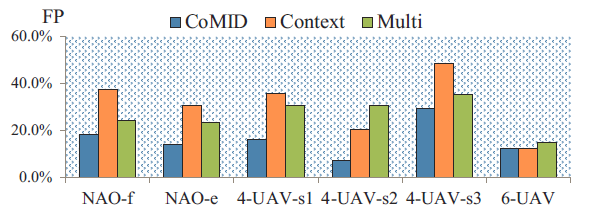 FP
CoMID Context Multi
60.0%
40.0%
20.0%
0.0%
NAO-f NAO-e 4-UAV-s1 4-UAV-s2 4-UAV-s3 6-UAV